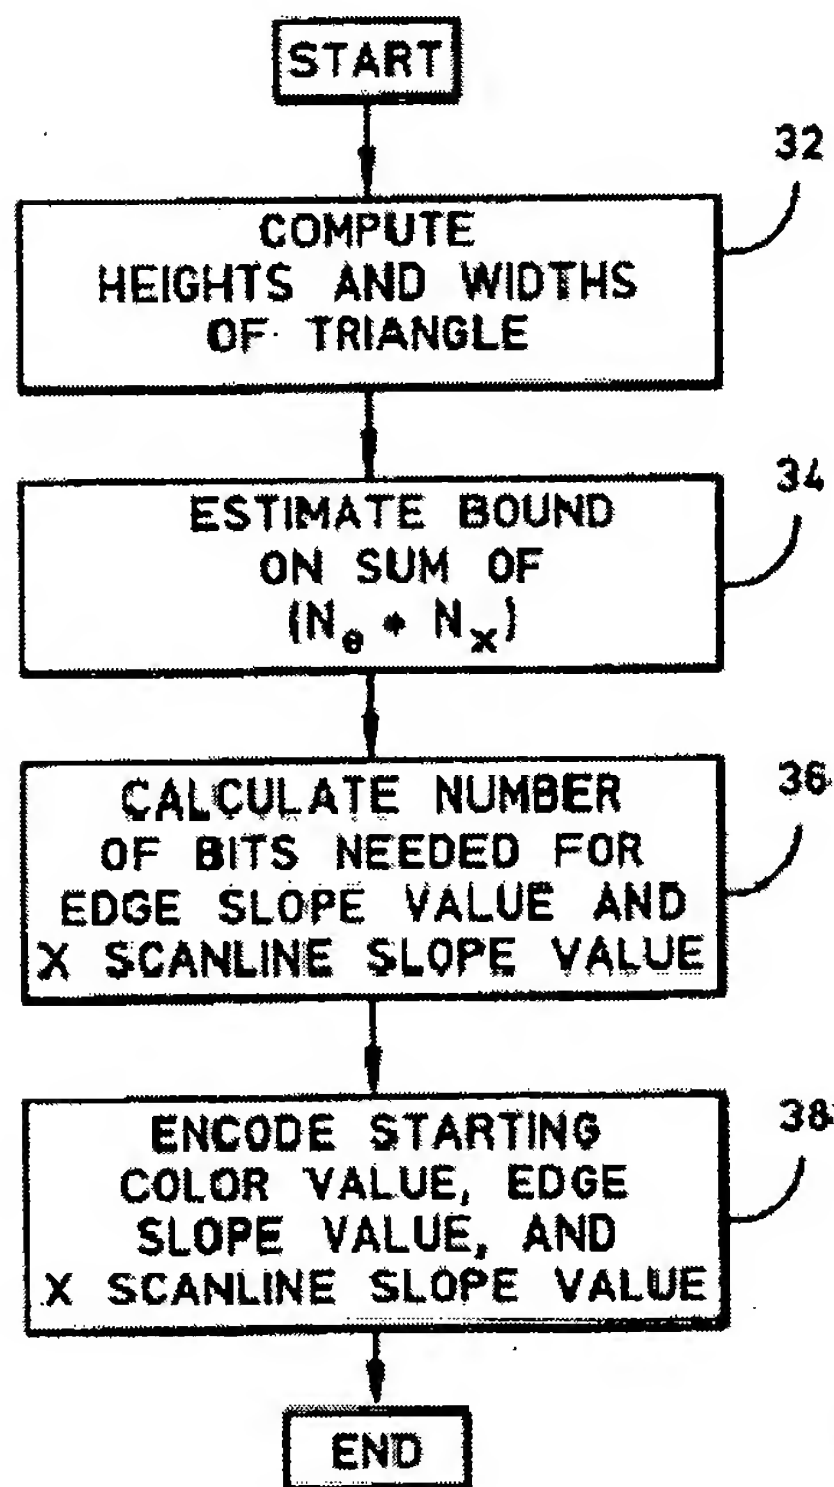 START
32
COMPUTE
HEIGHTS AND WIDTHS
OF TRIANGLE
34
ESTIMATE BOUND
ON SUM OF
(Ne + Nx)
36
CALCULATE NUMBER
OF BITS NEEDED FOR
EDGE SLOPE VALUE AND
X SCANLINE SLOPE VALUE
38
ENCODE STARTING
COLOR VALUE, EDGE
SLOPE VALUE, AND
X SCANLINE SLOPE VALUE
END